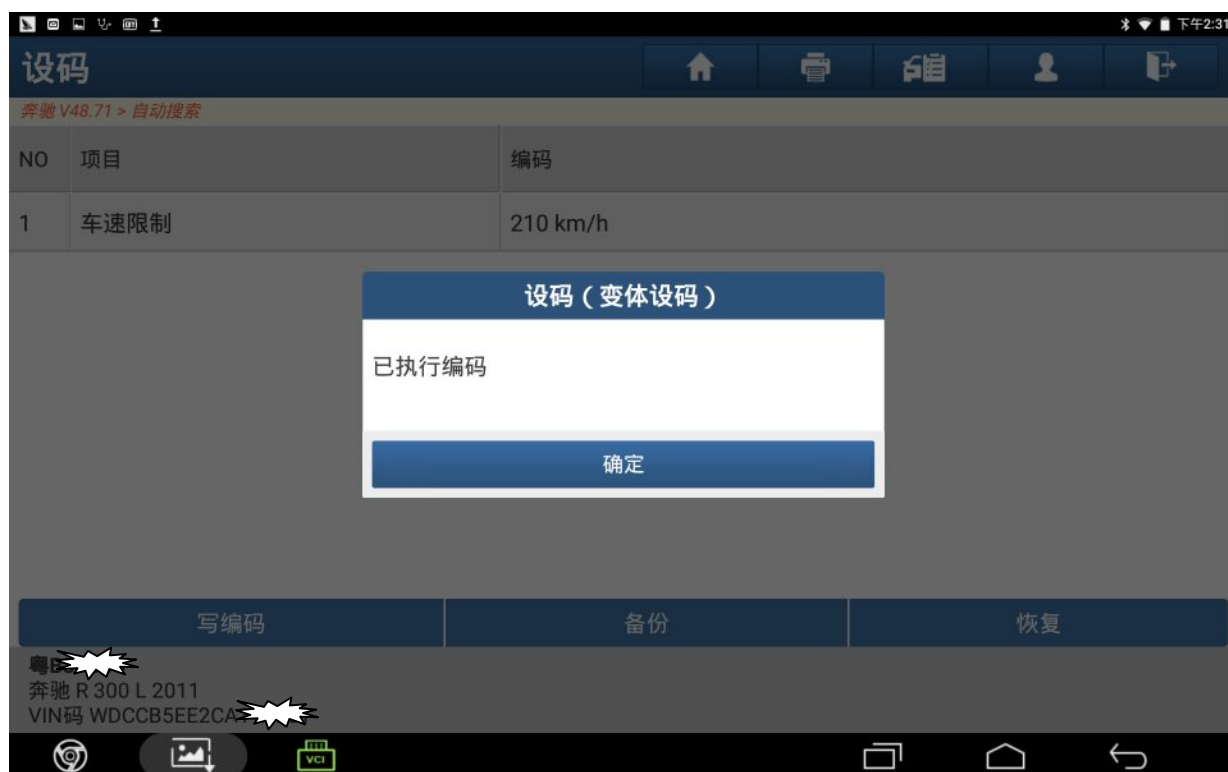 下午2:31
设码
奔驰 V48.71 > 自动搜索
NO 项目 编码
1 车速限制 210 km/h
设码（变体设码）
已执行编码
确定
写编码 备份 恢复
粤B
奔驰 R 300 L 2011
VIN码 WDCCB5EE2CA
VCI